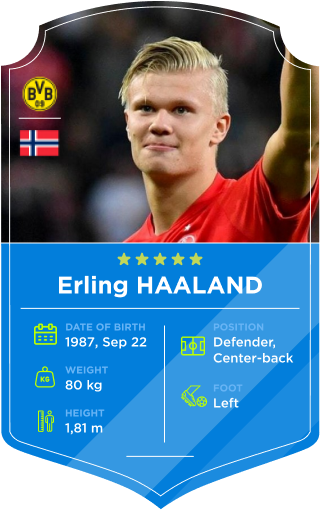 BVB
09
Erling HAALAND
DATE OF BIRTH
1987, Sep 22
WEIGHT
KG
80 kg
HEIGHT
1,81 m
POSITION
Defender,
Center-back
FOOT
Left